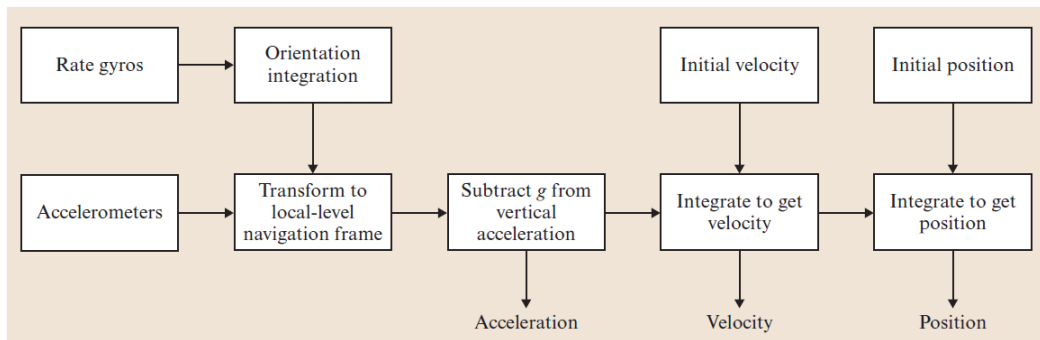 Rate gyros
Orientation
integration
Initial velocity
Initial position
Accelerometers
Transform to
local-level
navigation frame
Subtract g from
vertical
acceleration
Integrate to get
velocity
Integrate to get
position
Acceleration
Velocity
Position